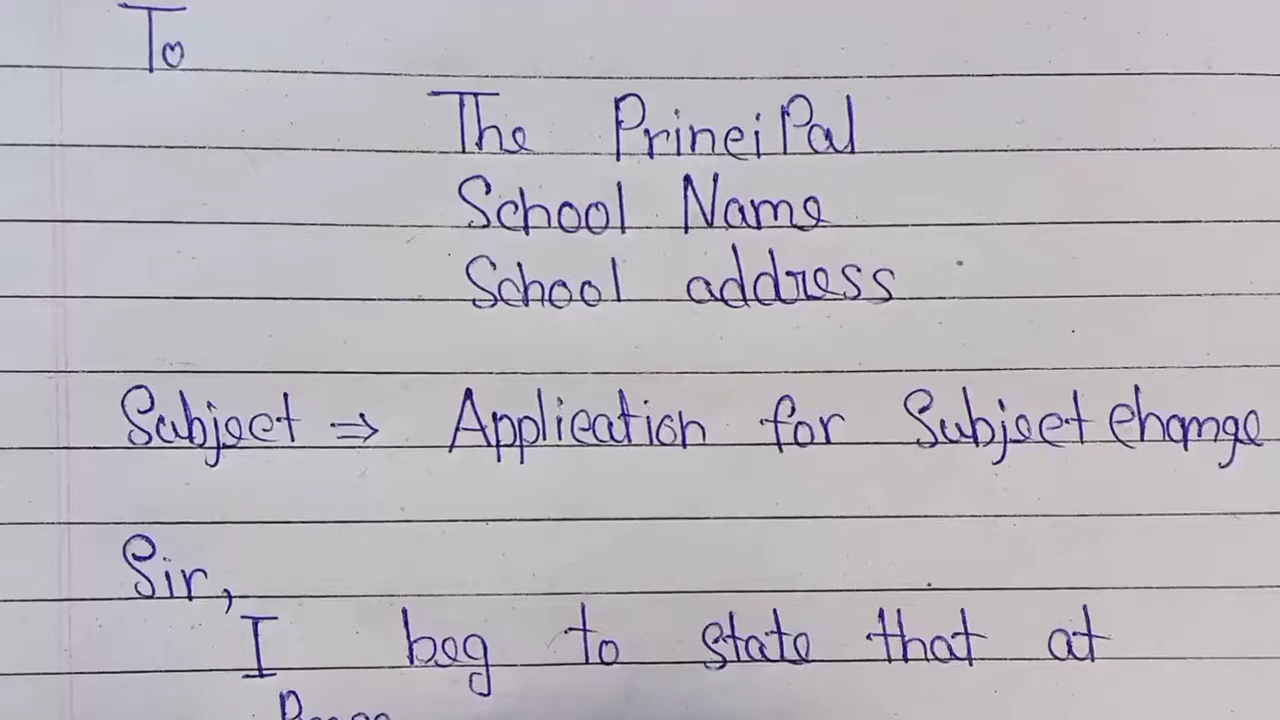 To
The Principal
School Name
School address
Subject ⇒ Application for Subject change
Sir,
I beg to state that at